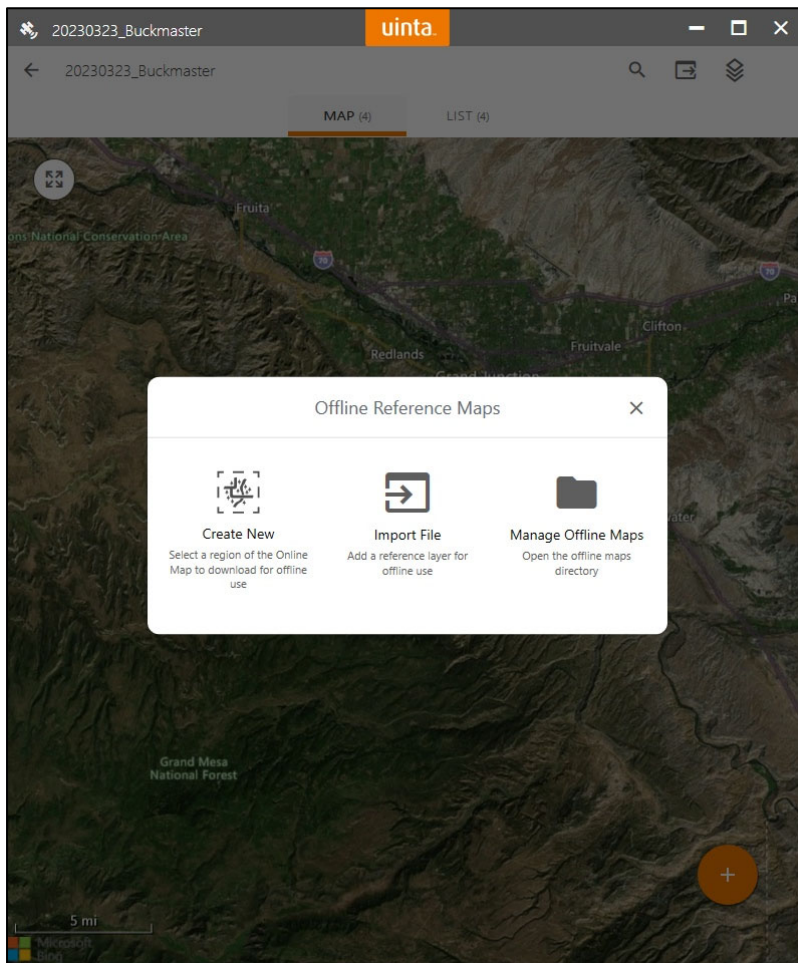 20230323_Buckmaster
uinta.
20230323_Buckmaster
MAP (4)
LIST (4)
Fruita
ons National Conservation Area
70
70
Pa
Clifton
Redlands
Fruitvale
Grand Junction
Offline Reference Maps
Create New
Select a region of the Online
Map to download for offline
use
Import File
Add a reference layer for
offline use
Manage Offline Maps
Open the offline maps
directory
water
Grand Mesa
National Forest
5 mi
Microsoft
Bing